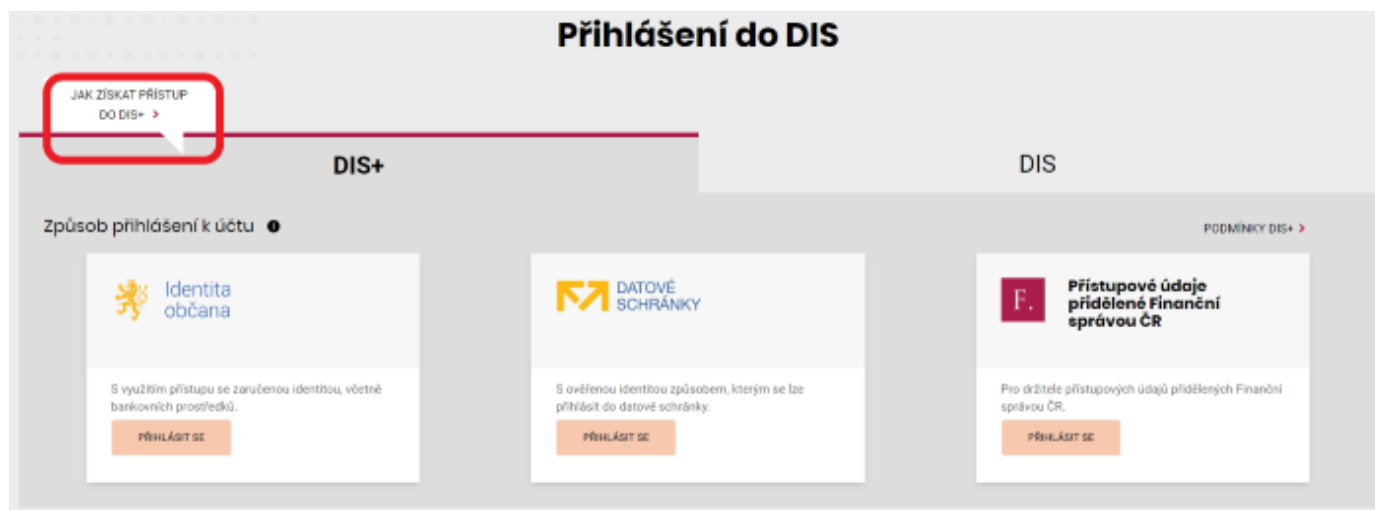 Přihlášení do DIS
JAK ZÍSKAT PŘÍSTUP
DO DIS+ >
DIS+
DIS
Způsob přihlášení k účtu
PODMÍNKY DIS+ >
Identita
občana
S využitím přístupu se zaručenou identitou, včetně
bankovních prostředků.
PŘIHLÁSIT SE
DATOVÉ
SCHRÁNKY
S ověřenou identitou způsobem, kterým se lze
přihlásit do datové schránky.
PŘIHLÁSIT SE
F.
Přístupové údaje
přidělené Finanční
správou ČR
Pro držitele přístupových údajů přidělených Finanční
správou ČR.
PŘIHLÁSIT SE